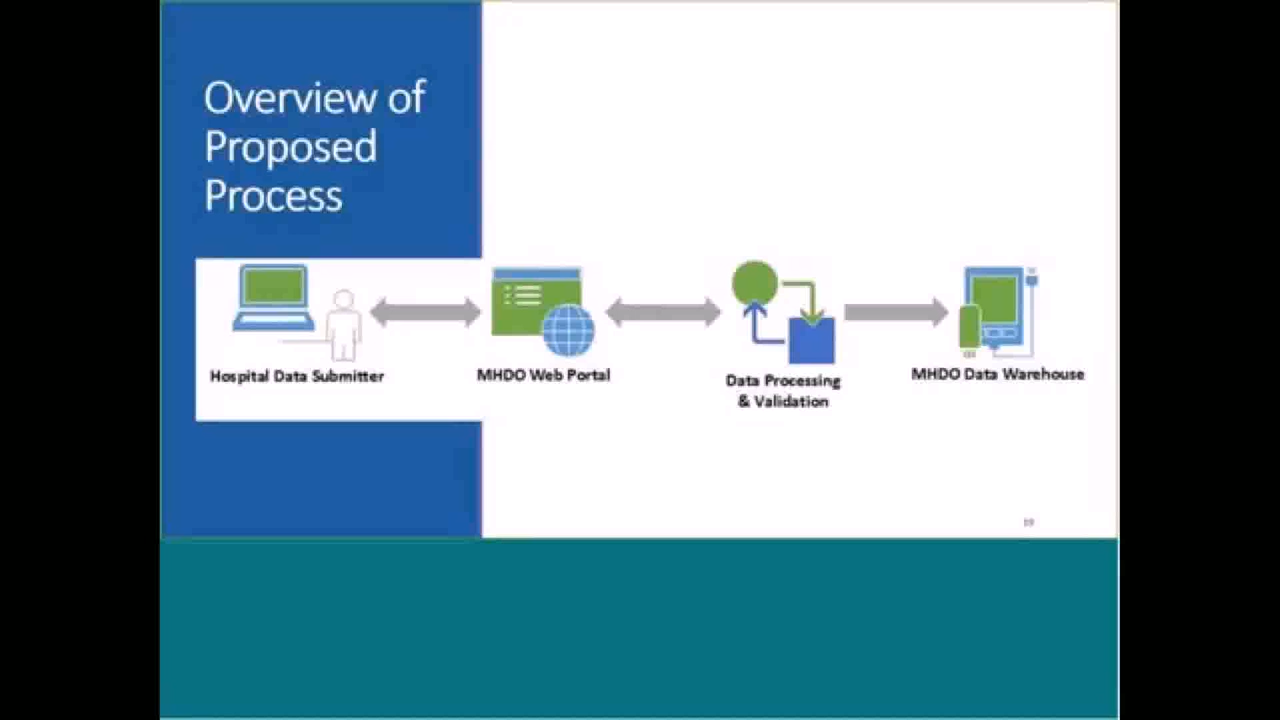 Overview of
Proposed
Process
Hospital Data Submitter
MHDO Web Portal
Data Processing
& Validation
MHDO Data Warehouse